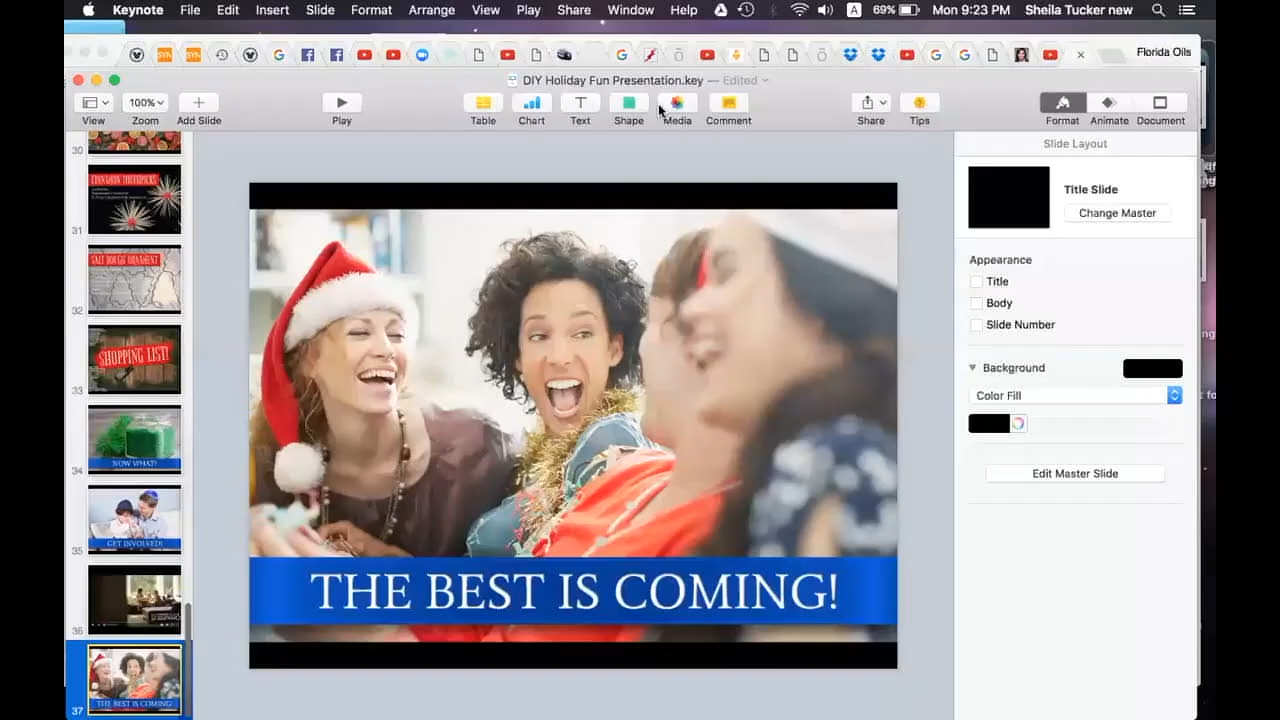 Keynote File Edit Insert Slide Format Arrange View Play Share Window Help A 69% Mon 9:23 PM Sheila Tucker new
Florida Oils
DIY Holiday Fun Presentation.key — Edited
100%
View Zoom Add Slide Play Table Chart Text Shape Media Comment Share Tips Format Animate Document
Slide Layout
Title Slide
Change Master
Appearance
Title
Body
Slide Number
Background
Color Fill
Edit Master Slide
30
31
SALT DOUGH ORNAMENT
32
SHOPPING LIST!
33
NOW WHAT!
34
GET INVOLVED!
35
36
THE BEST IS COMING!
37
THE BEST IS COMING!